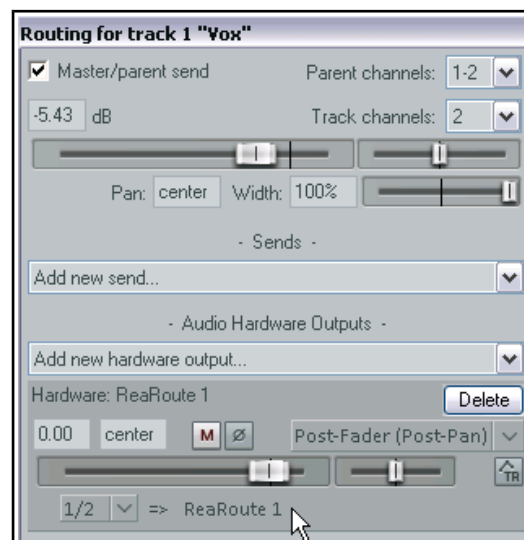 Routing for track 1 "Vox"
Master/parent send Parent channels: 1-2
-5.43 dB Track channels: 2
Pan: center Width: 100%
- Sends -
Add new send...
- Audio Hardware Outputs -
Add new hardware output...
Hardware: ReaRoute 1 Delete
0.00 center M Ø Post-Fader (Post-Pan)
TR
1/2 => ReaRoute 1